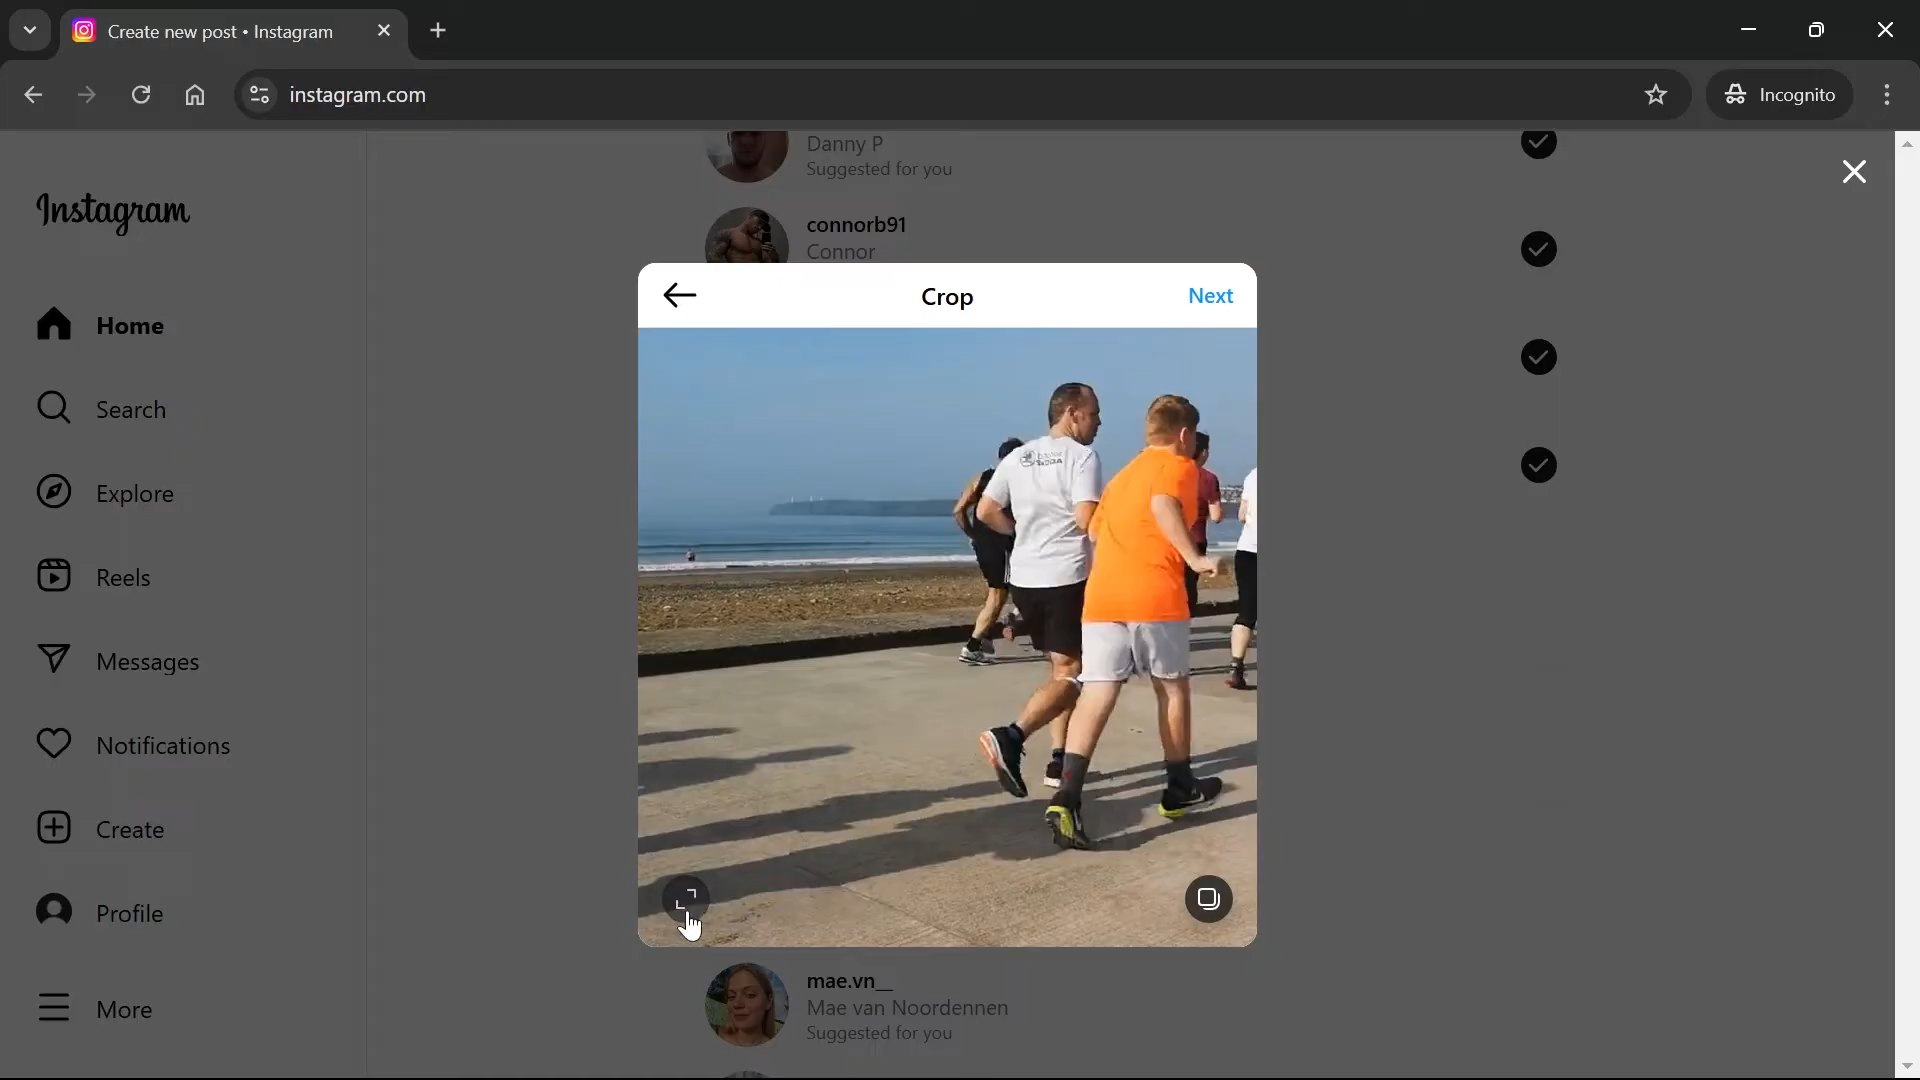 Create new post • Instagram
instagram.com
Incognito
Instagram
Home
Search
Explore
Reels
Messages
Notifications
Create
Profile
More
Danny P
Suggested for you
connorb91
Connor
Crop
Next
SKODA
mae.vn__
Mae van Noordennen
Suggested for you